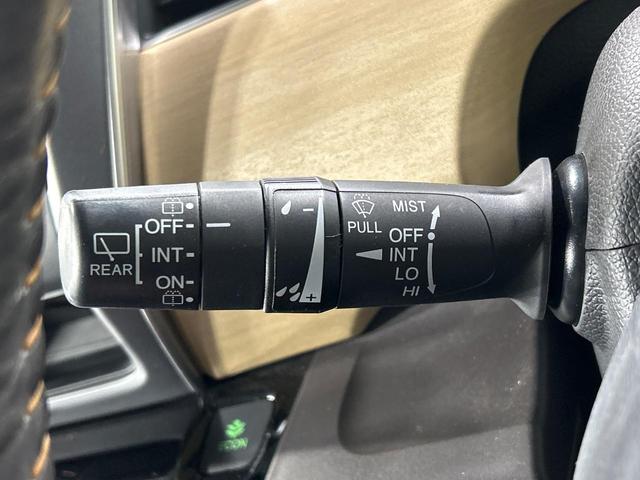 OFF
INT
ON
REAR
PULL
MIST
OFF
INT
LO
HI
ECON